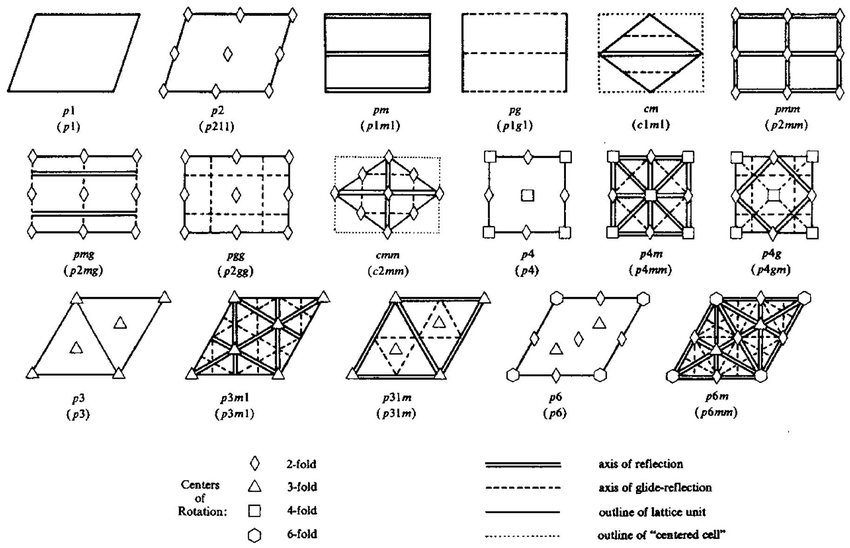 p1 p2 pm pg cm pmm
(p1) (p211) (p1m1) (p1g1) (c1m1) (p2mm)
pmg pgg cmm p4 p4m p4g
(p2mg) (p2gg) (c2mm) (p4) (p4mm) (p4gm)
p3 p3m1 p31m p6 p6m
(p3) (p3m1) (p31m) (p6) (p6mm)
Centers
of
Rotation:
2-fold
3-fold
4-fold
6-fold
axis of reflection
axis of glide-reflection
outline of lattice unit
outline of "centered cell"